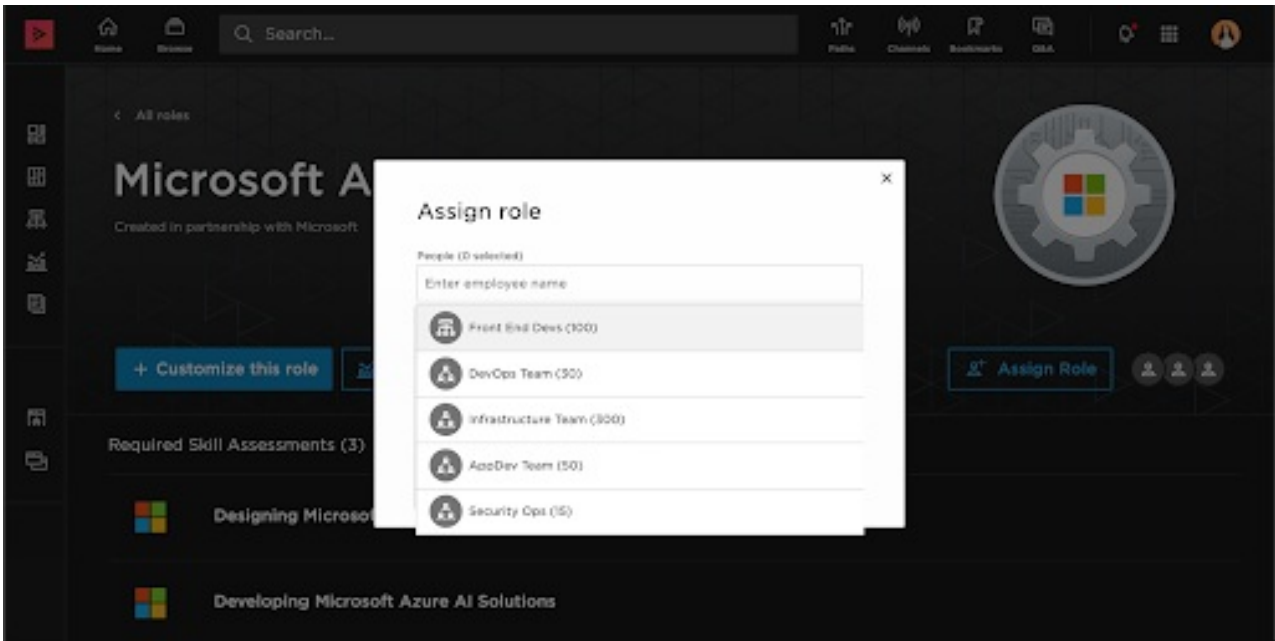 Home
Browse
Search...
Paths
Channels
Bookmarks
Q&A
< All roles
Microsoft A
Created in partnership with Microsoft
×
Assign role
People (0 selected)
Enter employee name
Front End Devs (100)
DevOps Team (30)
Infrastructure Team (300)
AppDev Team (50)
Security Ops (15)
+ Customize this role
Assign Role
Required Skill Assessments (3)
Designing Microsof
Developing Microsoft Azure AI Solutions